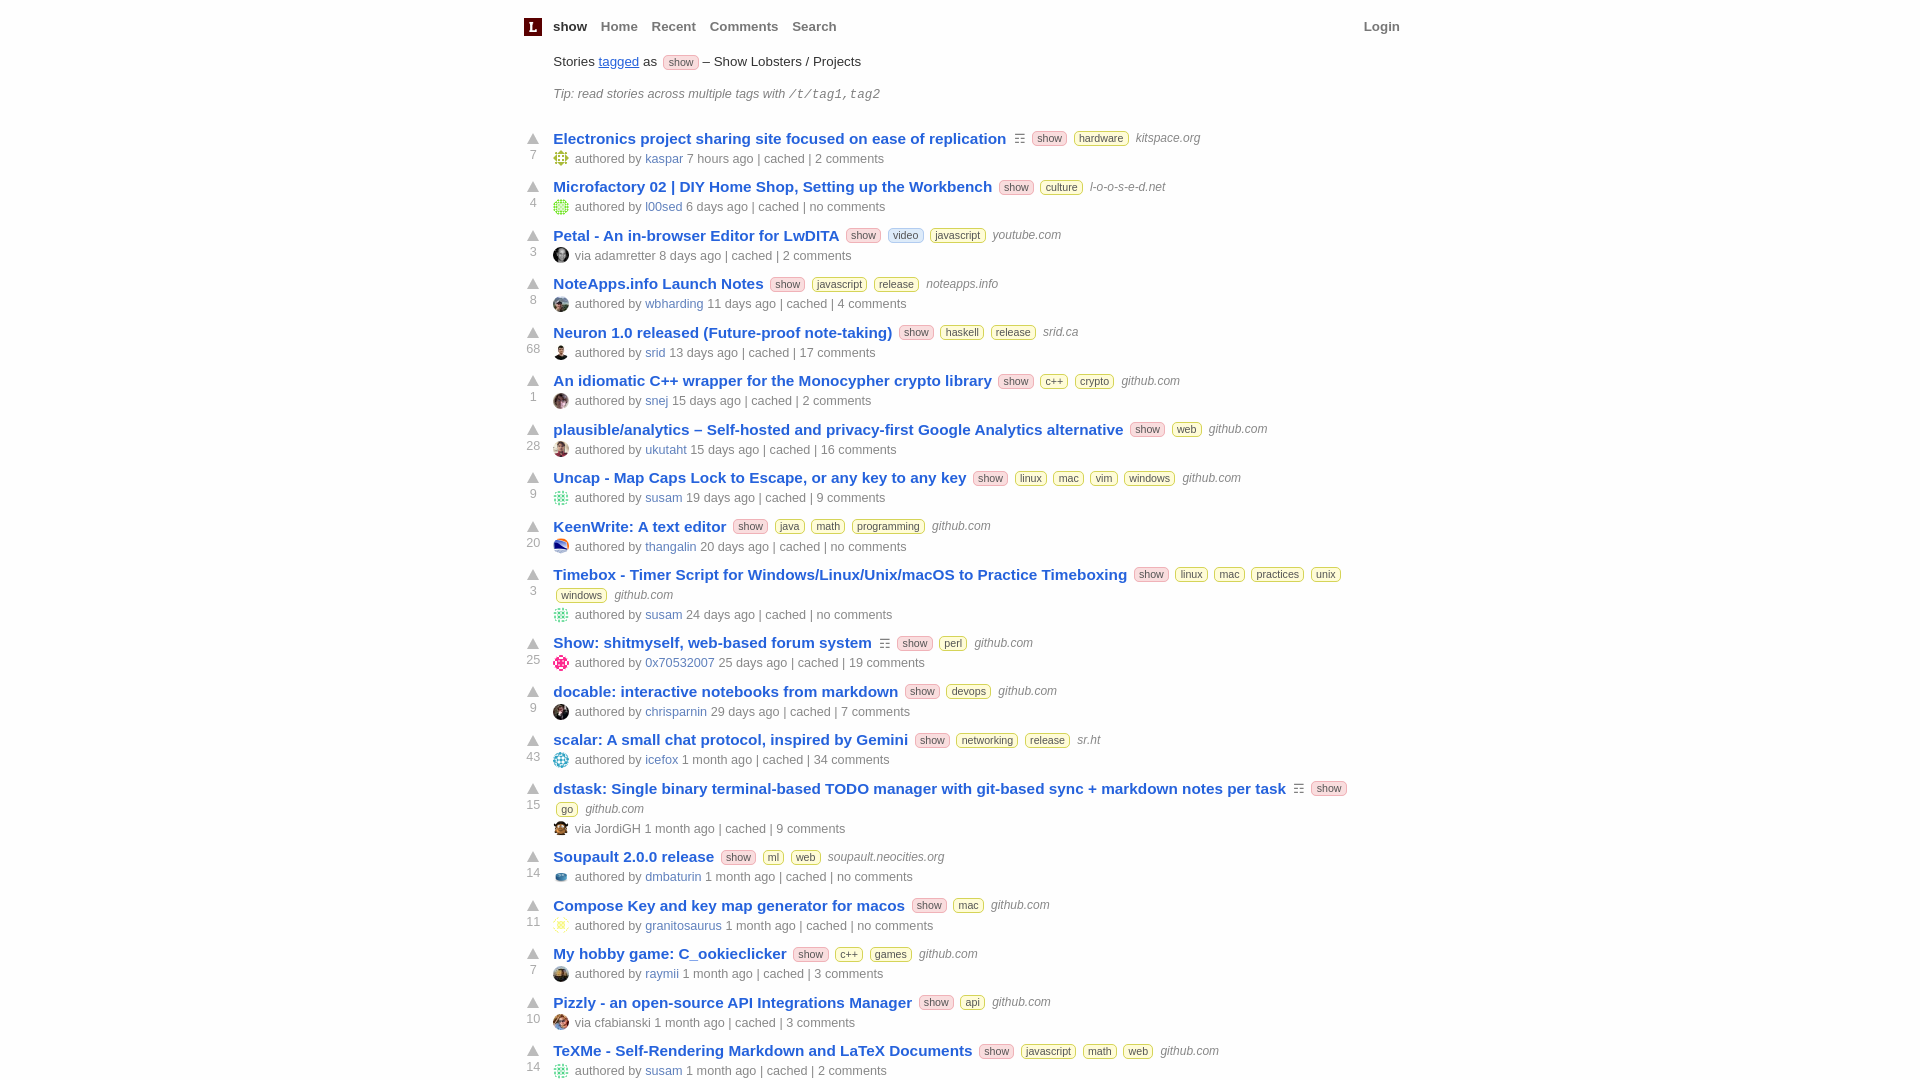 L show Home Recent Comments Search Login
Stories tagged as show – Show Lobsters / Projects
Tip: read stories across multiple tags with /t/tag1,tag2
Electronics project sharing site focused on ease of replication ☶ show hardware kitspace.org
7 authored by kaspar 7 hours ago | cached | 2 comments
Microfactory 02 | DIY Home Shop, Setting up the Workbench show culture l-o-o-s-e-d.net
4 authored by l00sed 6 days ago | cached | no comments
Petal - An in-browser Editor for LwDITA show video javascript youtube.com
3 via adamretter 8 days ago | cached | 2 comments
NoteApps.info Launch Notes show javascript release noteapps.info
8 authored by wbharding 11 days ago | cached | 4 comments
Neuron 1.0 released (Future-proof note-taking) show haskell release srid.ca
68 authored by srid 13 days ago | cached | 17 comments
An idiomatic C++ wrapper for the Monocypher crypto library show c++ crypto github.com
1 authored by snej 15 days ago | cached | 2 comments
plausible/analytics – Self-hosted and privacy-first Google Analytics alternative show web github.com
28 authored by ukutaht 15 days ago | cached | 16 comments
Uncap - Map Caps Lock to Escape, or any key to any key show linux mac vim windows github.com
9 authored by susam 19 days ago | cached | 9 comments
KeenWrite: A text editor show java math programming github.com
20 authored by thangalin 20 days ago | cached | no comments
Timebox - Timer Script for Windows/Linux/Unix/macOS to Practice Timeboxing show linux mac practices unix
3 windows github.com
authored by susam 24 days ago | cached | no comments
Show: shitmyself, web-based forum system ☶ show perl github.com
25 authored by 0x70532007 25 days ago | cached | 19 comments
docable: interactive notebooks from markdown show devops github.com
9 authored by chrisparnin 29 days ago | cached | 7 comments
scalar: A small chat protocol, inspired by Gemini show networking release sr.ht
43 authored by icefox 1 month ago | cached | 34 comments
dstask: Single binary terminal-based TODO manager with git-based sync + markdown notes per task ☶ show
15 go github.com
via JordiGH 1 month ago | cached | 9 comments
Soupault 2.0.0 release show ml web soupault.neocities.org
14 authored by dmbaturin 1 month ago | cached | no comments
Compose Key and key map generator for macos show mac github.com
11 authored by granitosaurus 1 month ago | cached | no comments
My hobby game: C_ookieclicker show c++ games github.com
7 authored by raymii 1 month ago | cached | 3 comments
Pizzly - an open-source API Integrations Manager show api github.com
10 via cfabianski 1 month ago | cached | 3 comments
TeXMe - Self-Rendering Markdown and LaTeX Documents show javascript math web github.com
14 authored by susam 1 month ago | cached | 2 comments